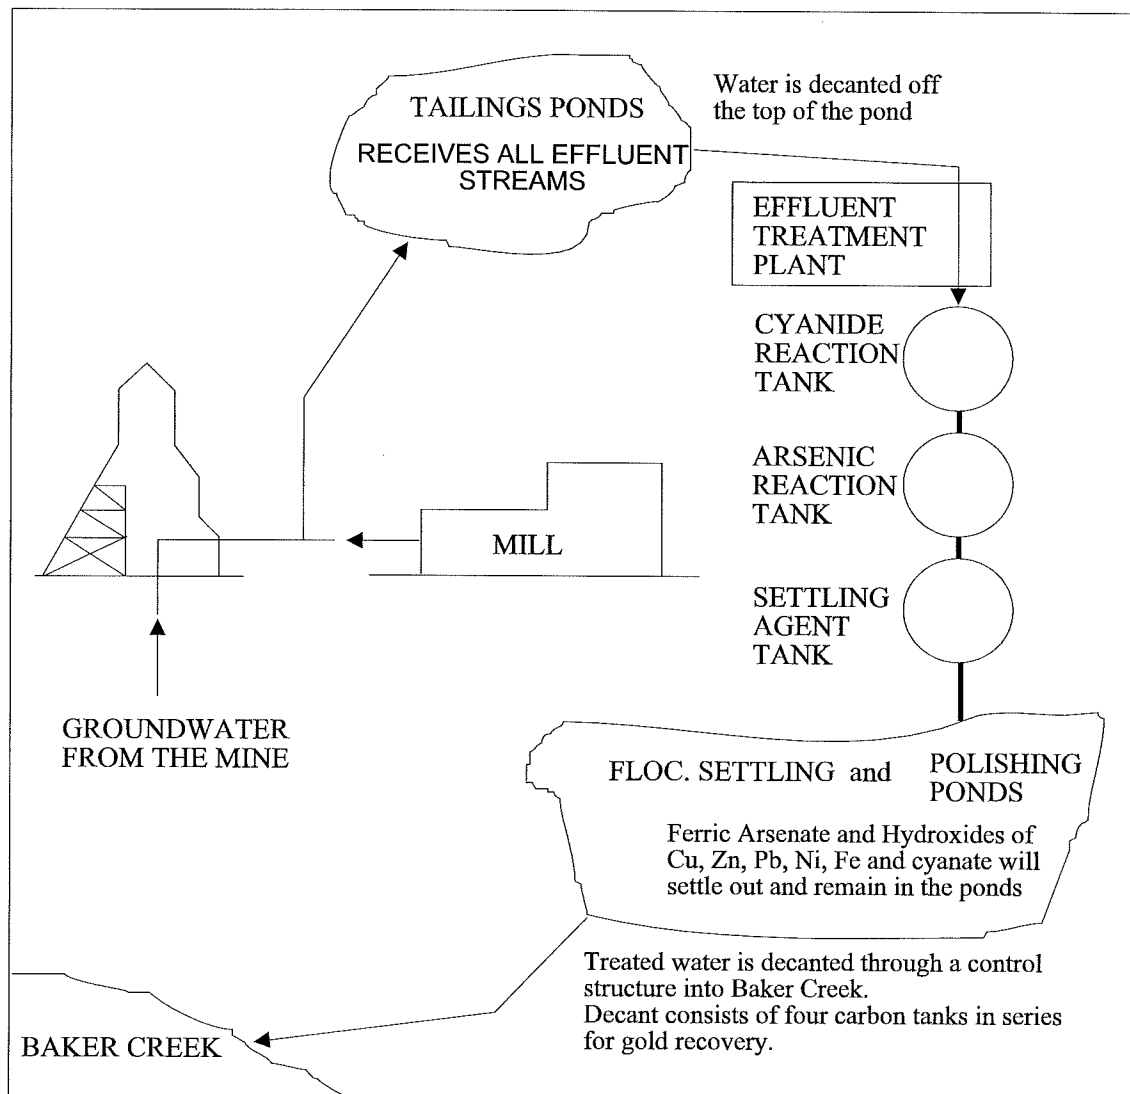 TAILINGS PONDS
RECEIVES ALL EFFLUENT
STREAMS
Water is decanted off
the top of the pond
EFFLUENT
TREATMENT
PLANT
CYANIDE
REACTION
TANK
ARSENIC
REACTION
TANK
SETTLING
AGENT
TANK
MILL
GROUNDWATER
FROM THE MINE
FLOC. SETTLING and POLISHING
PONDS
Ferric Arsenate and Hydroxides of
Cu, Zn, Pb, Ni, Fe and cyanate will
settle out and remain in the ponds
Treated water is decanted through a control
structure into Baker Creek.
Decant consists of four carbon tanks in series
for gold recovery.
BAKER CREEK